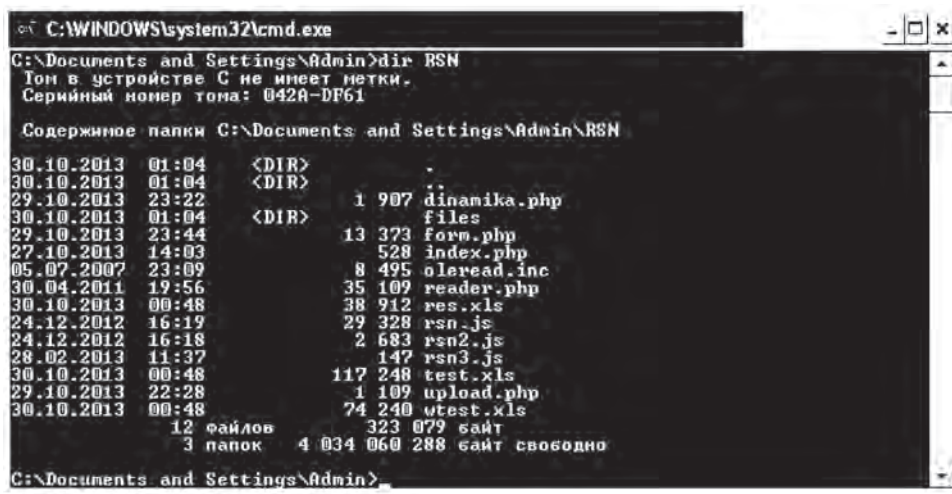 C:\WINDOWS\system32\cmd.exe
C:\Documents and Settings\Admin>dir RSN
Том в устройстве C не имеет метки.
Серийный номер тома: 042A-DF61
Содержимое папки C:\Documents and Settings\Admin\RSN
30.10.2013 01:04 <DIR> .
30.10.2013 01:04 <DIR> ..
29.10.2013 23:22 1 907 dinamika.php
30.10.2013 01:04 <DIR> files
29.10.2013 23:44 13 373 form.php
27.10.2013 14:03 528 index.php
05.07.2007 23:09 8 495 oleread.inc
30.04.2011 19:56 35 109 reader.php
30.10.2013 00:48 38 912 res.xls
24.12.2012 16:19 29 328 rsn.js
24.12.2012 16:18 2 683 rsn2.js
28.02.2013 11:37 147 rsn3.js
30.10.2013 00:48 117 248 test.xls
29.10.2013 22:28 1 109 upload.php
30.10.2013 00:48 74 240 wtest.xls
12 файлов 323 079 байт
3 папок 4 034 060 288 байт свободно
C:\Documents and Settings\Admin>_